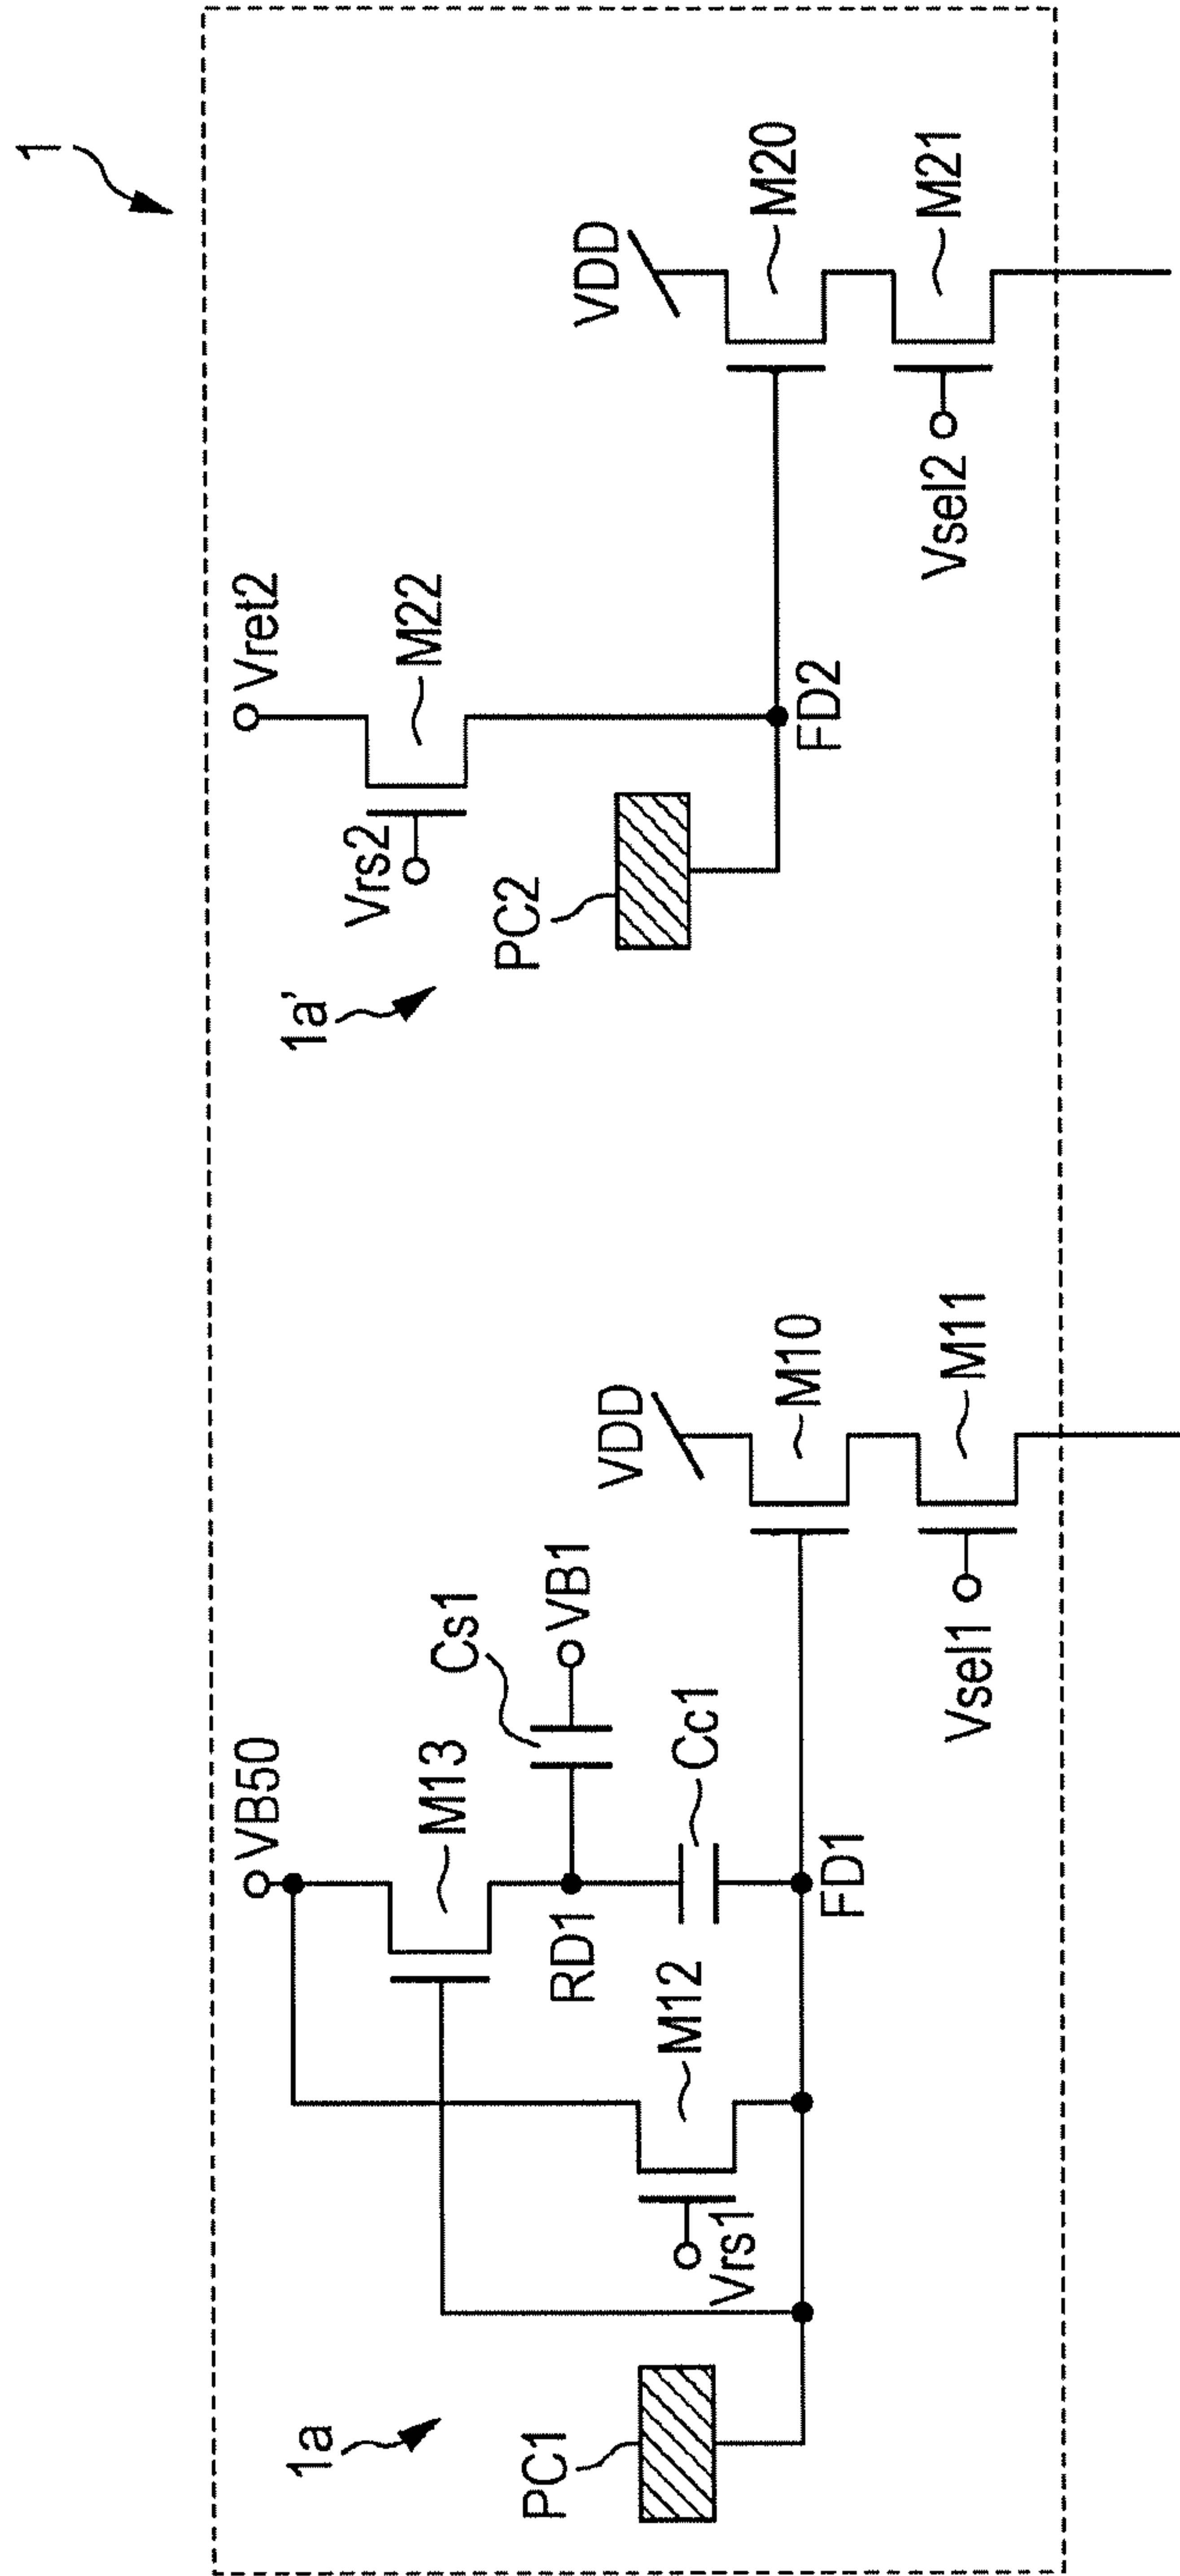 1
1a
VB50
M13
Cs1
VB1
RD1
Cc1
M12
Vrs1
PC1
FD1
VDD
M10
M11
Vsel1
1a'
Vret2
M22
Vrs2
PC2
FD2
VDD
M20
M21
Vsel2